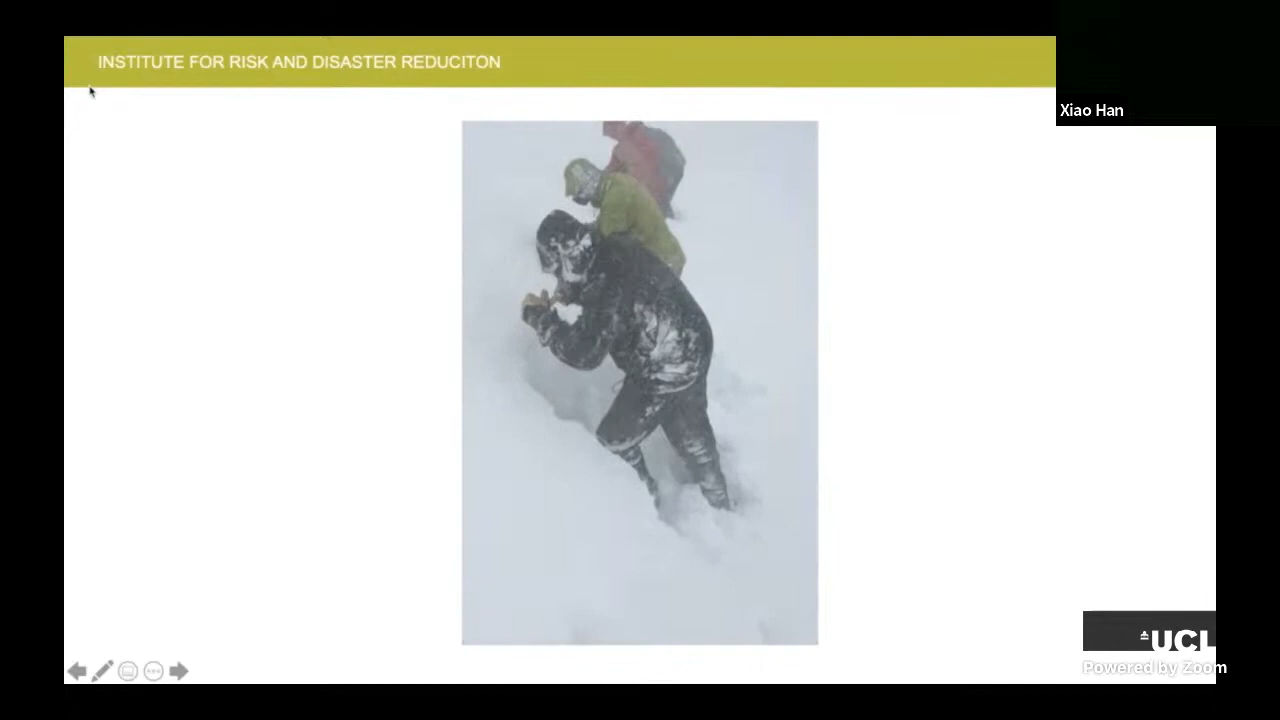 INSTITUTE FOR RISK AND DISASTER REDUCITON
Xiao Han
UCL
Powered by Zoom